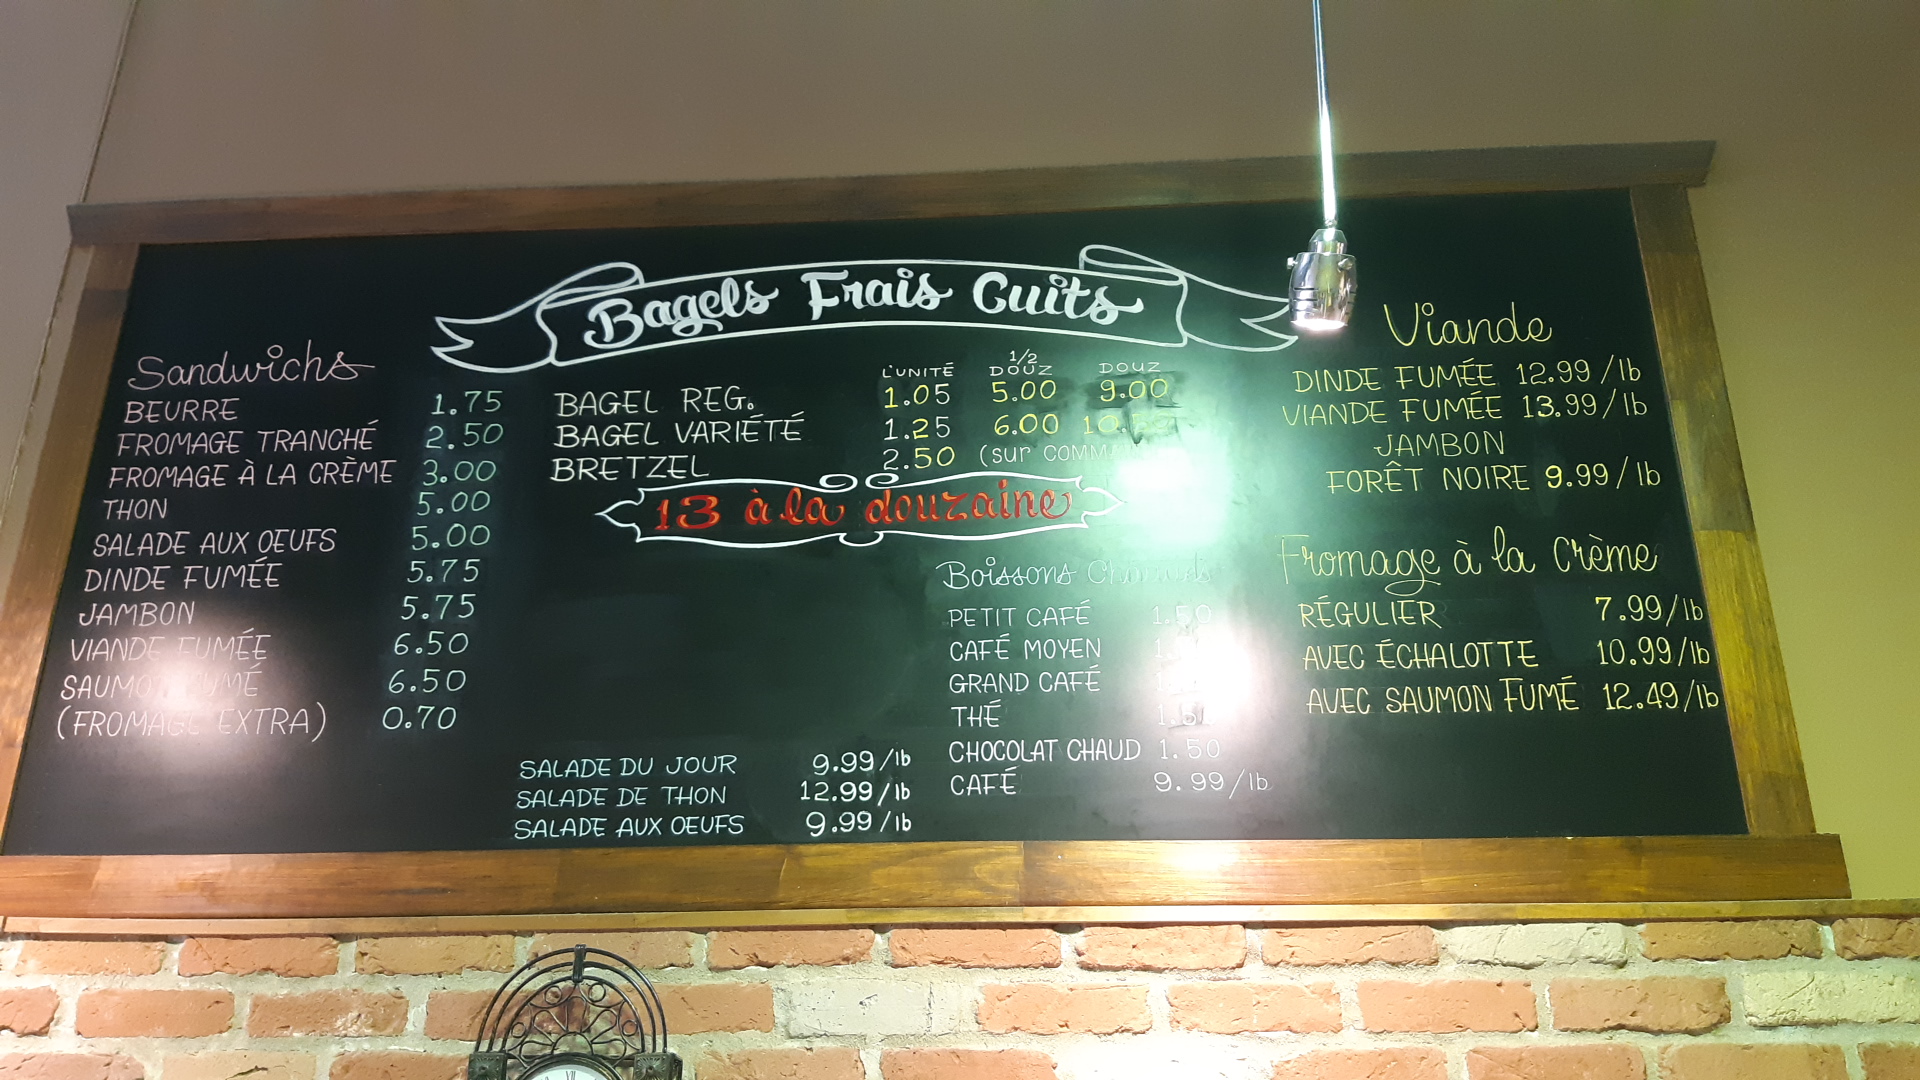 Bagels Frais Cuits
Sandwichs
BEURRE 1.75
FROMAGE TRANCHÉ 2.50
FROMAGE À LA CRÈME 3.00
THON 5.00
SALADE AUX OEUFS 5.00
DINDE FUMÉE 5.75
JAMBON 5.75
VIANDE FUMÉE 6.50
SAUMON FUMÉ 6.50
(FROMAGE EXTRA) 0.70
L'UNITÉ 1/2 DOUZ DOUZ
BAGEL REG. 1.05 5.00 9.00
BAGEL VARIÉTÉ 1.25 6.00
BRETZEL 2.50 (sur
13 à la douzaine
SALADE DU JOUR 9.99/lb
SALADE DE THON 12.99/lb
SALADE AUX OEUFS 9.99/lb
Boissons Chauds
PETIT CAFÉ 1.50
CAFÉ MOYEN
GRAND CAFÉ
THÉ
CHOCOLAT CHAUD 1.50
CAFÉ 9.99/lb
Viande
DINDE FUMÉE 12.99/lb
VIANDE FUMÉE 13.99/lb
JAMBON
FORÊT NOIRE 9.99/lb
Fromage à la Crème
RÉGULIER 7.99/lb
AVEC ÉCHALOTTE 10.99/lb
AVEC SAUMON FUMÉ 12.49/lb